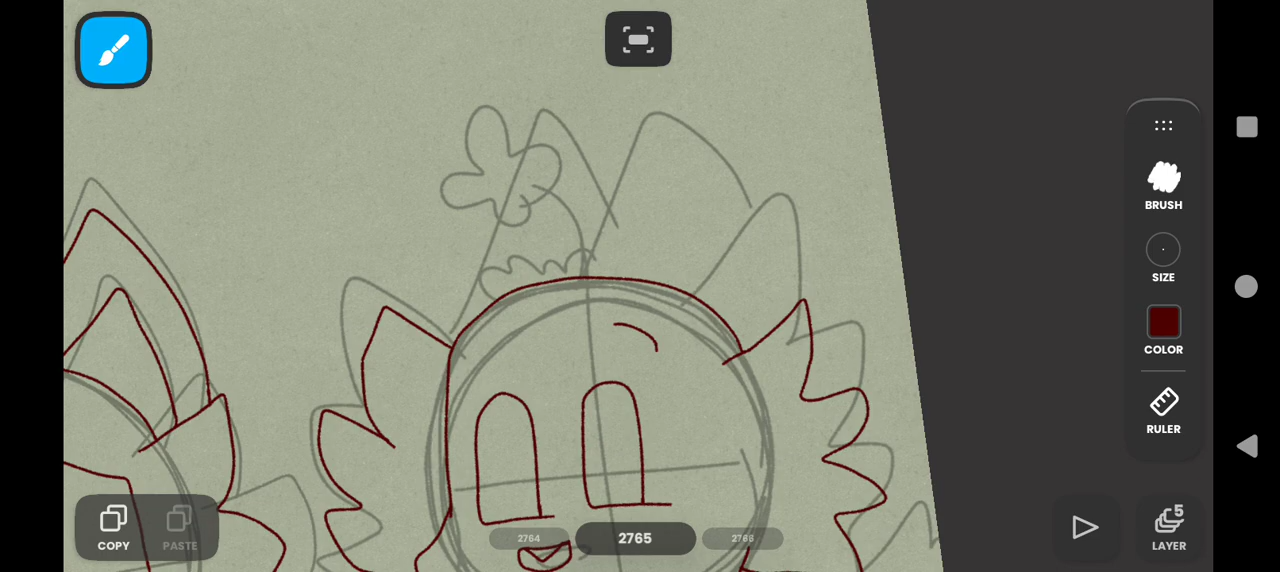 BRUSH
SIZE
COLOR
RULER
COPY
PASTE
2764
2765
2766
5
LAYER